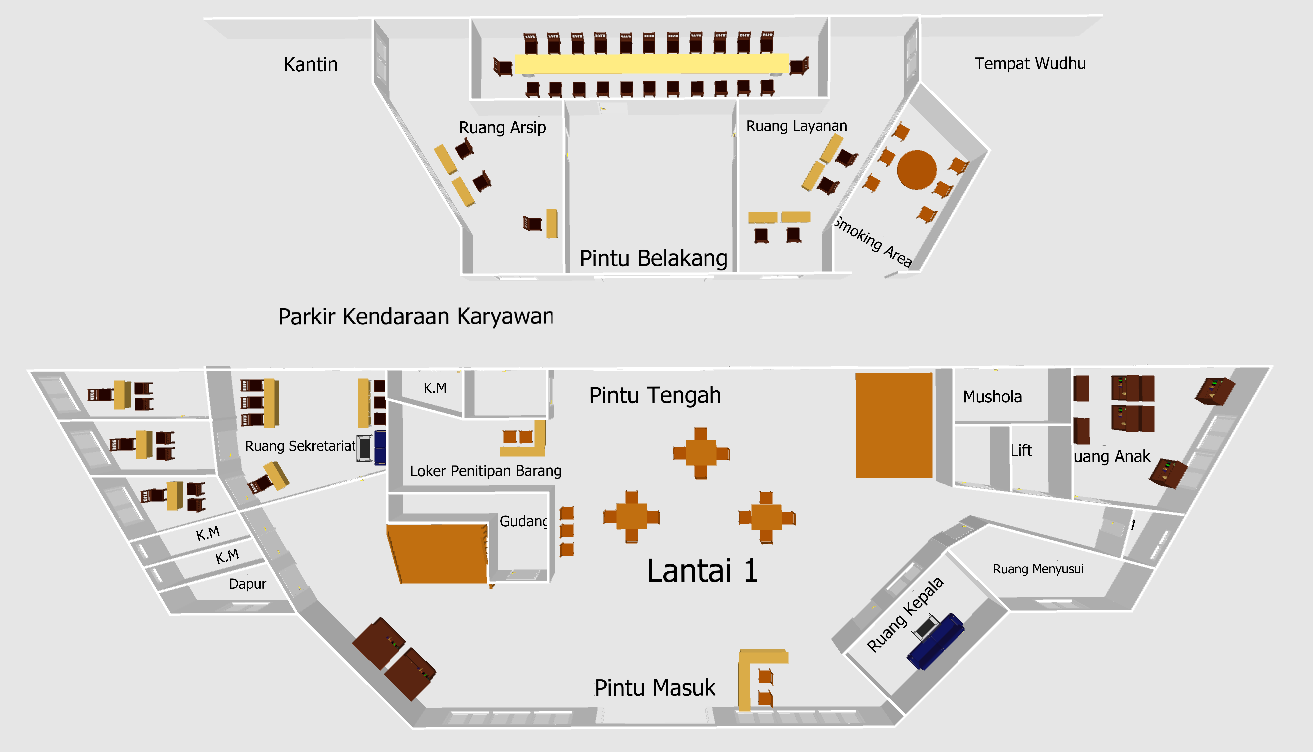 Kantin
Tempat Wudhu
Ruang Arsip
Ruang Layanan
Smoking Area
Pintu Belakang
Parkir Kendaraan Karyawan
K.M
Pintu Tengah
Mushola
Ruang Sekretariat
Loker Penitipan Barang
Lift
uang Anak
Gudang
K.M
K.M
Dapur
Lantai 1
Ruang Menyusui
Ruang Kepala
Pintu Masuk